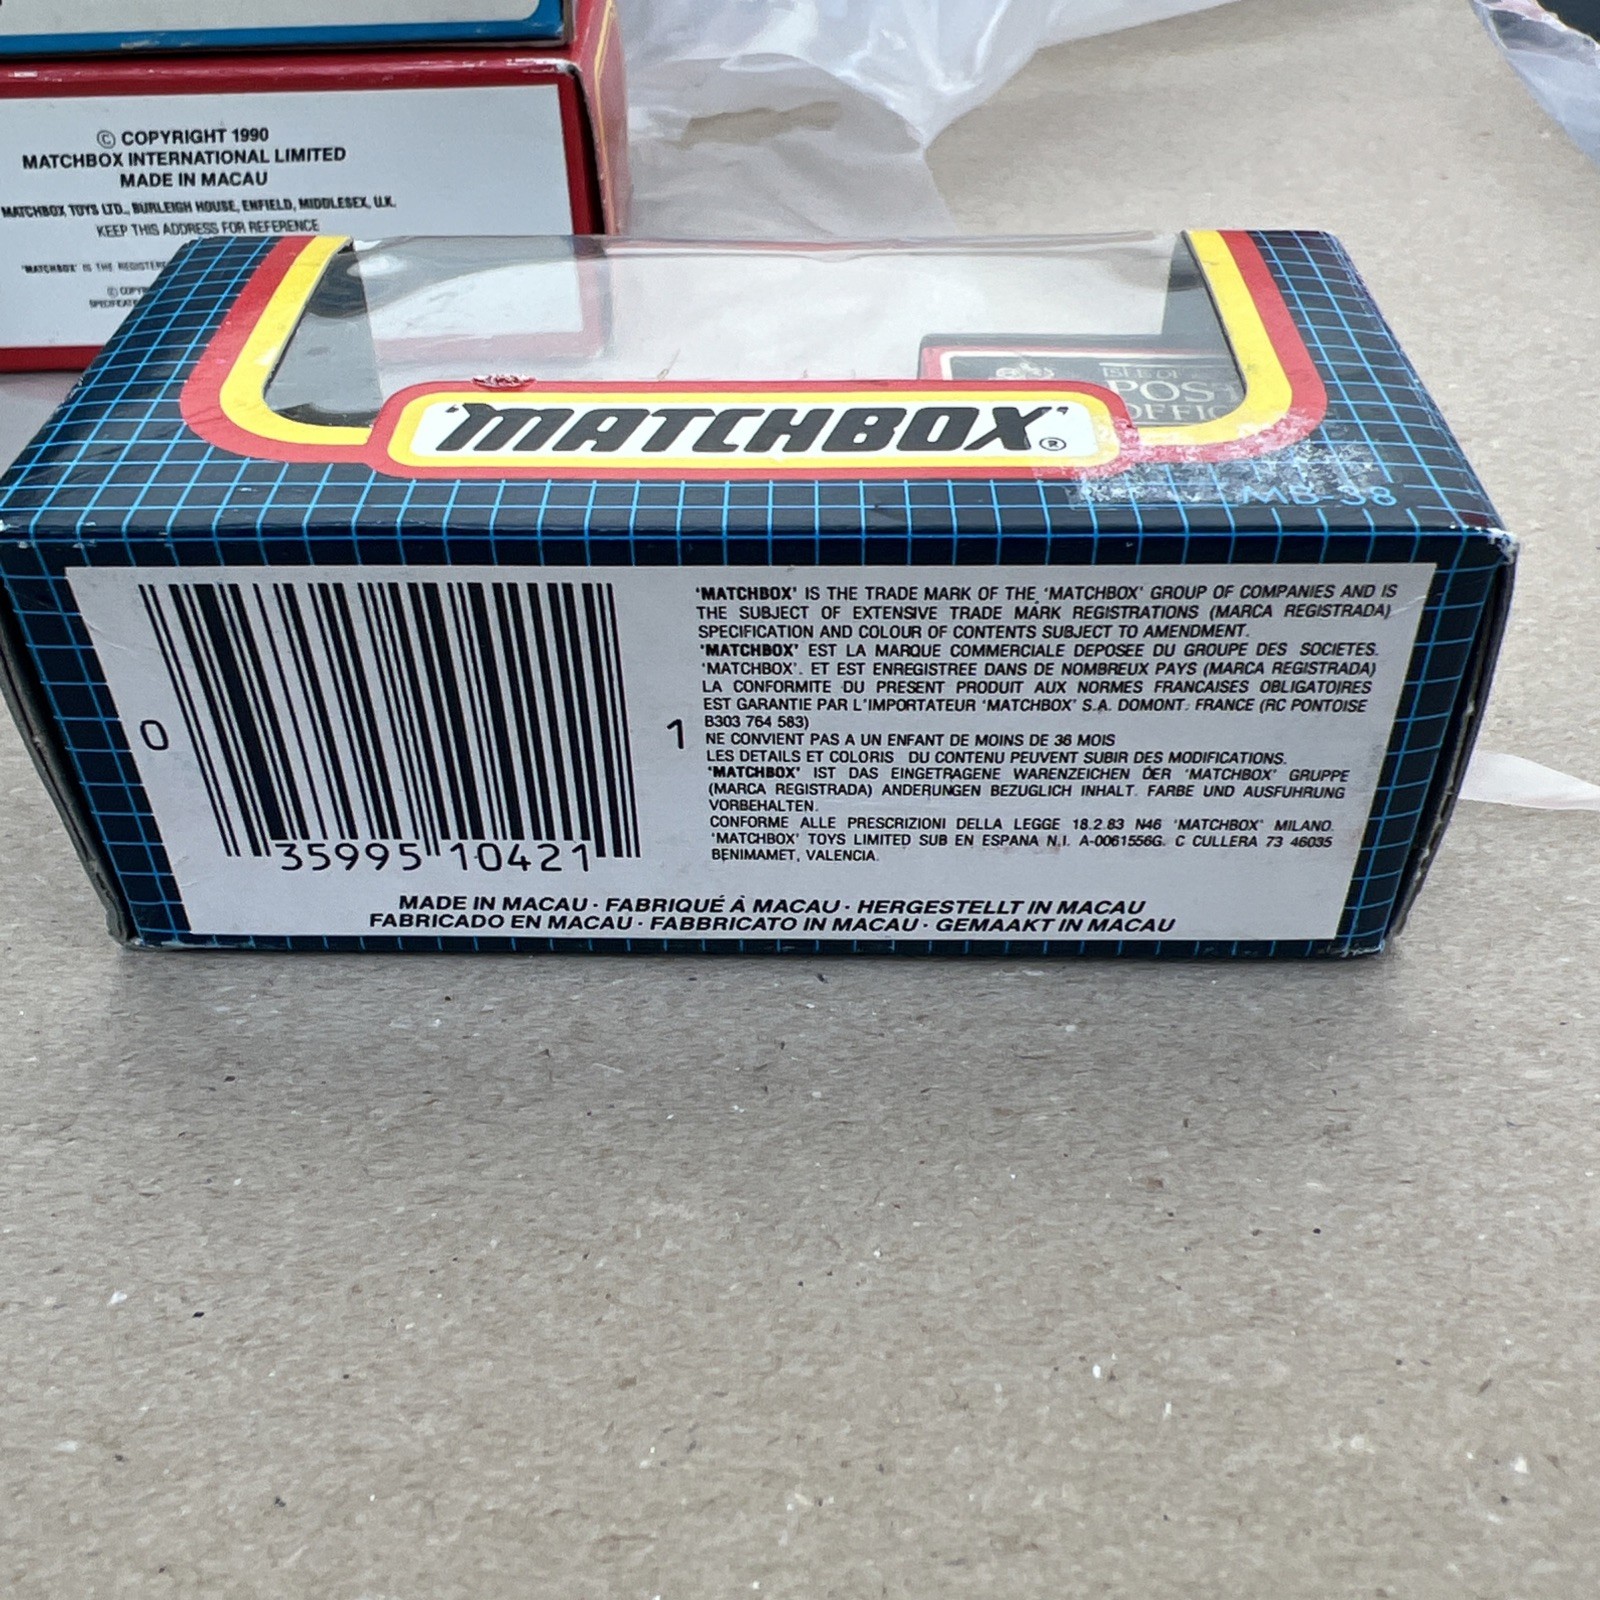 © COPYRIGHT 1990
MATCHBOX INTERNATIONAL LIMITED
MADE IN MACAU
MATCHBOX TOYS LTD., BURLEIGH HOUSE, ENFIELD, MIDDLESEX, U.K.
KEEP THIS ADDRESS FOR REFERENCE
'MATCHBOX' IS THE
©
ISLE OF
POST
'MATCHBOX'®
MB-38
'MATCHBOX' IS THE TRADE MARK OF THE 'MATCHBOX' GROUP OF COMPANIES AND IS
THE SUBJECT OF EXTENSIVE TRADE MARK REGISTRATIONS (MARCA REGISTRADA)
SPECIFICATION AND COLOUR OF CONTENTS SUBJECT TO AMENDMENT.
'MATCHBOX' EST LA MARQUE COMMERCIALE DEPOSEE DU GROUPE DES SOCIETES.
'MATCHBOX'. ET EST ENREGISTREE DANS DE NOMBREUX PAYS (MARCA REGISTRADA)
LA CONFORMITE DU PRESENT PRODUIT AUX NORMES FRANCAISES OBLIGATOIRES
EST GARANTIE PAR L'IMPORTATEUR 'MATCHBOX' S.A. DOMONT. FRANCE (RC PONTOISE
B303 764 583)
NE CONVIENT PAS A UN ENFANT DE MOINS DE 36 MOIS
LES DETAILS ET COLORIS DU CONTENU PEUVENT SUBIR DES MODIFICATIONS.
'MATCHBOX' IST DAS EINGETRAGENE WARENZEICHEN DER 'MATCHBOX' GRUPPE
(MARCA REGISTRADA) ANDERUNGEN BEZUGLICH INHALT. FARBE UND AUSFUHRUNG
VORBEHALTEN.
CONFORME ALLE PRESCRIZIONI DELLA LEGGE 18.2.83 N46 'MATCHBOX' MILANO.
'MATCHBOX' TOYS LIMITED SUB EN ESPANA N.I. A-0061556G. C CULLERA 73 46035
BENIMAMET, VALENCIA.
0 35995 10421 1
MADE IN MACAU · FABRIQUÉ À MACAU · HERGESTELLT IN MACAU
FABRICADO EN MACAU · FABBRICATO IN MACAU · GEMAAKT IN MACAU